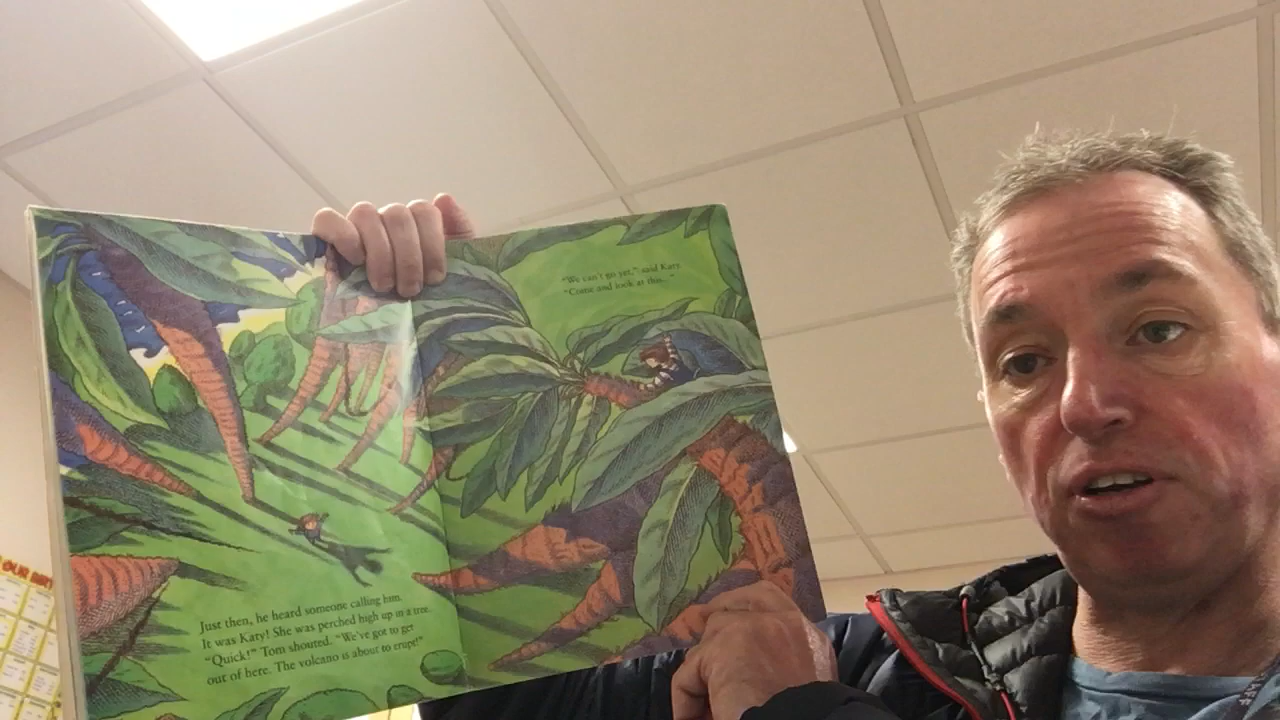 Just then, he heard someone calling him.
It was Katy! She was perched high up in a tree.
"Quick!" Tom shouted. "We've got to get
out of here. The volcano is about to erupt!"
"We can't go yet," said Katy.
"Come and look at this..."
OUR BIRT